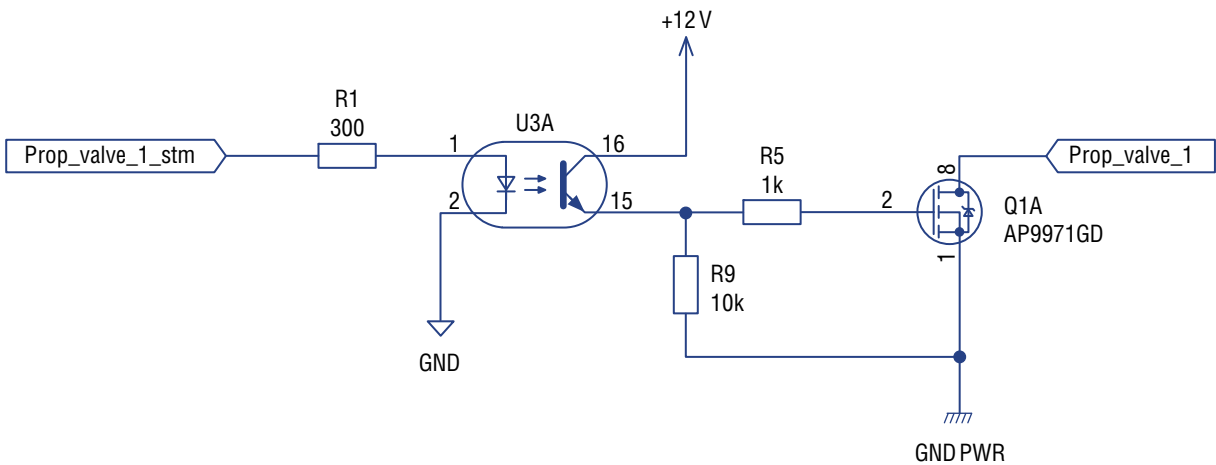 +12 V
R1
300
U3A
Prop_valve_1_stm
1
16
R5
1k
Prop_valve_1
8
2
15
2
Q1A
AP9971GD
1
R9
10k
GND
GND PWR